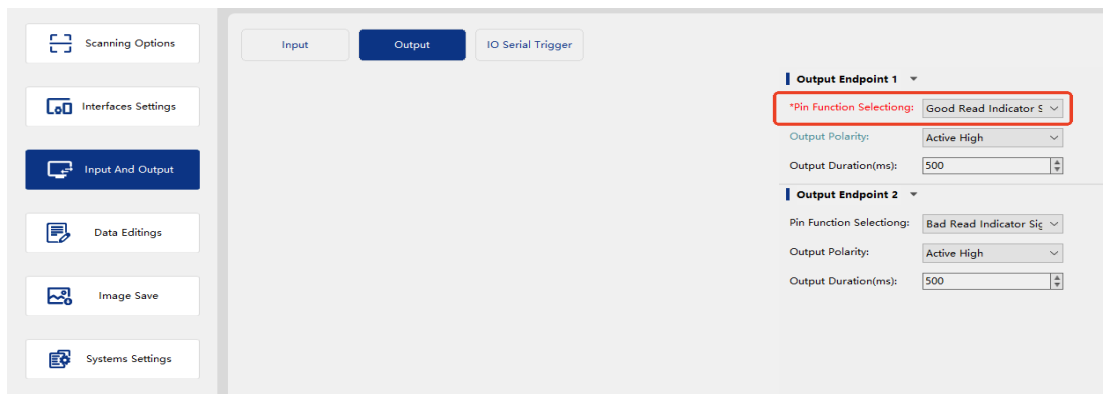 Scanning Options
Interfaces Settings
Input And Output
Data Editings
Image Save
Systems Settings
Input
Output
IO Serial Trigger
Output Endpoint 1
*Pin Function Selectiong: Good Read Indicator S
Output Polarity: Active High
Output Duration(ms): 500
Output Endpoint 2
Pin Function Selectiong: Bad Read Indicator Sig
Output Polarity: Active High
Output Duration(ms): 500